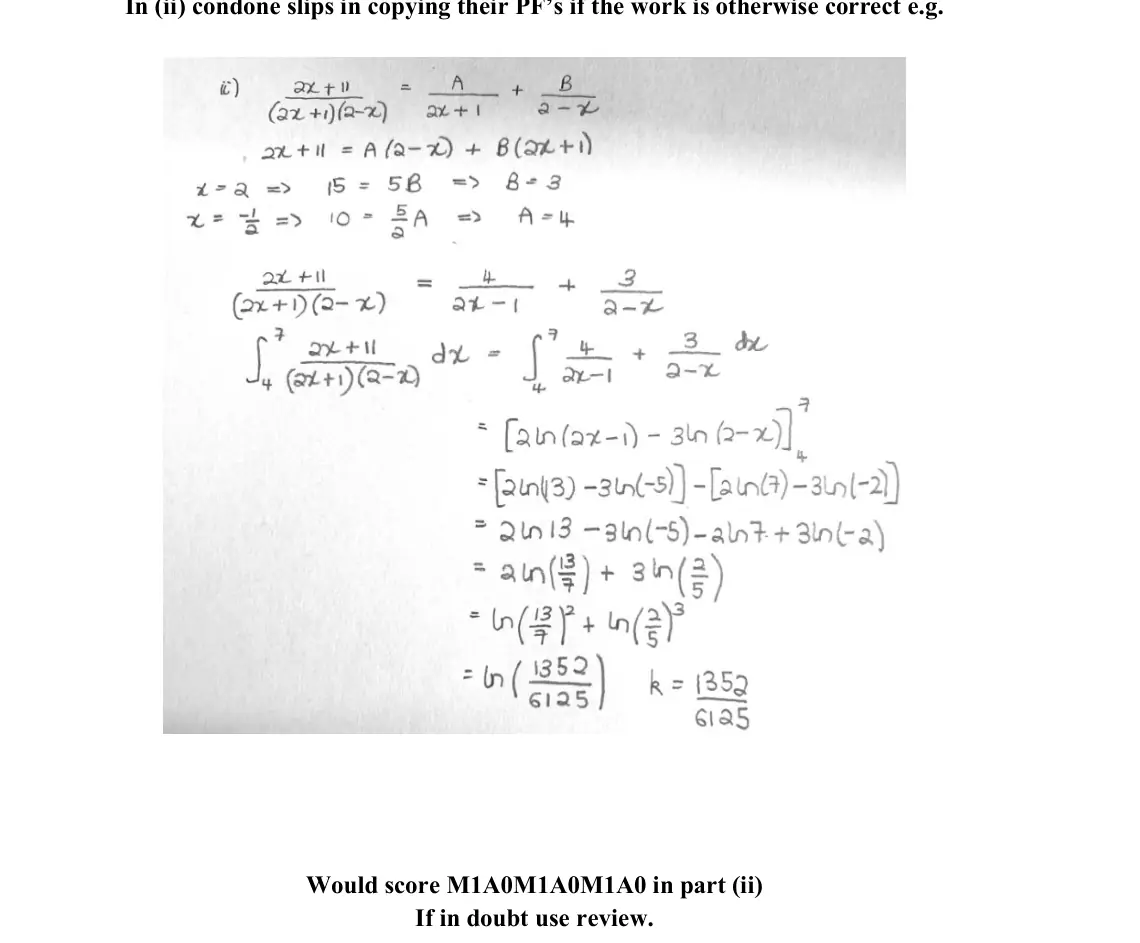 In (ii) condone slips in copying their PF's if the work is otherwise correct e.g.
ii) (2x+11)/((2x+1)(2-x)) = A/(2x+1) + B/(2-x)
2x+11 = A(2-x) + B(2x+1)
x=2 => 15 = 5B => B=3
x = -1/2 => 10 = 5/2 A => A=4
(2x+11)/((2x+1)(2-x)) = 4/(2x-1) + 3/(2-x)
∫₄⁷ (2x+11)/((2x+1)(2-x)) dx = ∫₄⁷ 4/(2x-1) + 3/(2-x) dx
= [2ln(2x-1) - 3ln(2-x)]₄⁷
= [2ln(13) - 3ln(-5)] - [2ln(7) - 3ln(-2)]
= 2ln13 - 3ln(-5) - 2ln7 + 3ln(-2)
= 2ln(13/7) + 3ln(2/5)
= ln(13/7)² + ln(2/5)³
= ln(1352/6125) k = 1352/6125
Would score M1A0M1A0M1A0 in part (ii)
If in doubt use review.